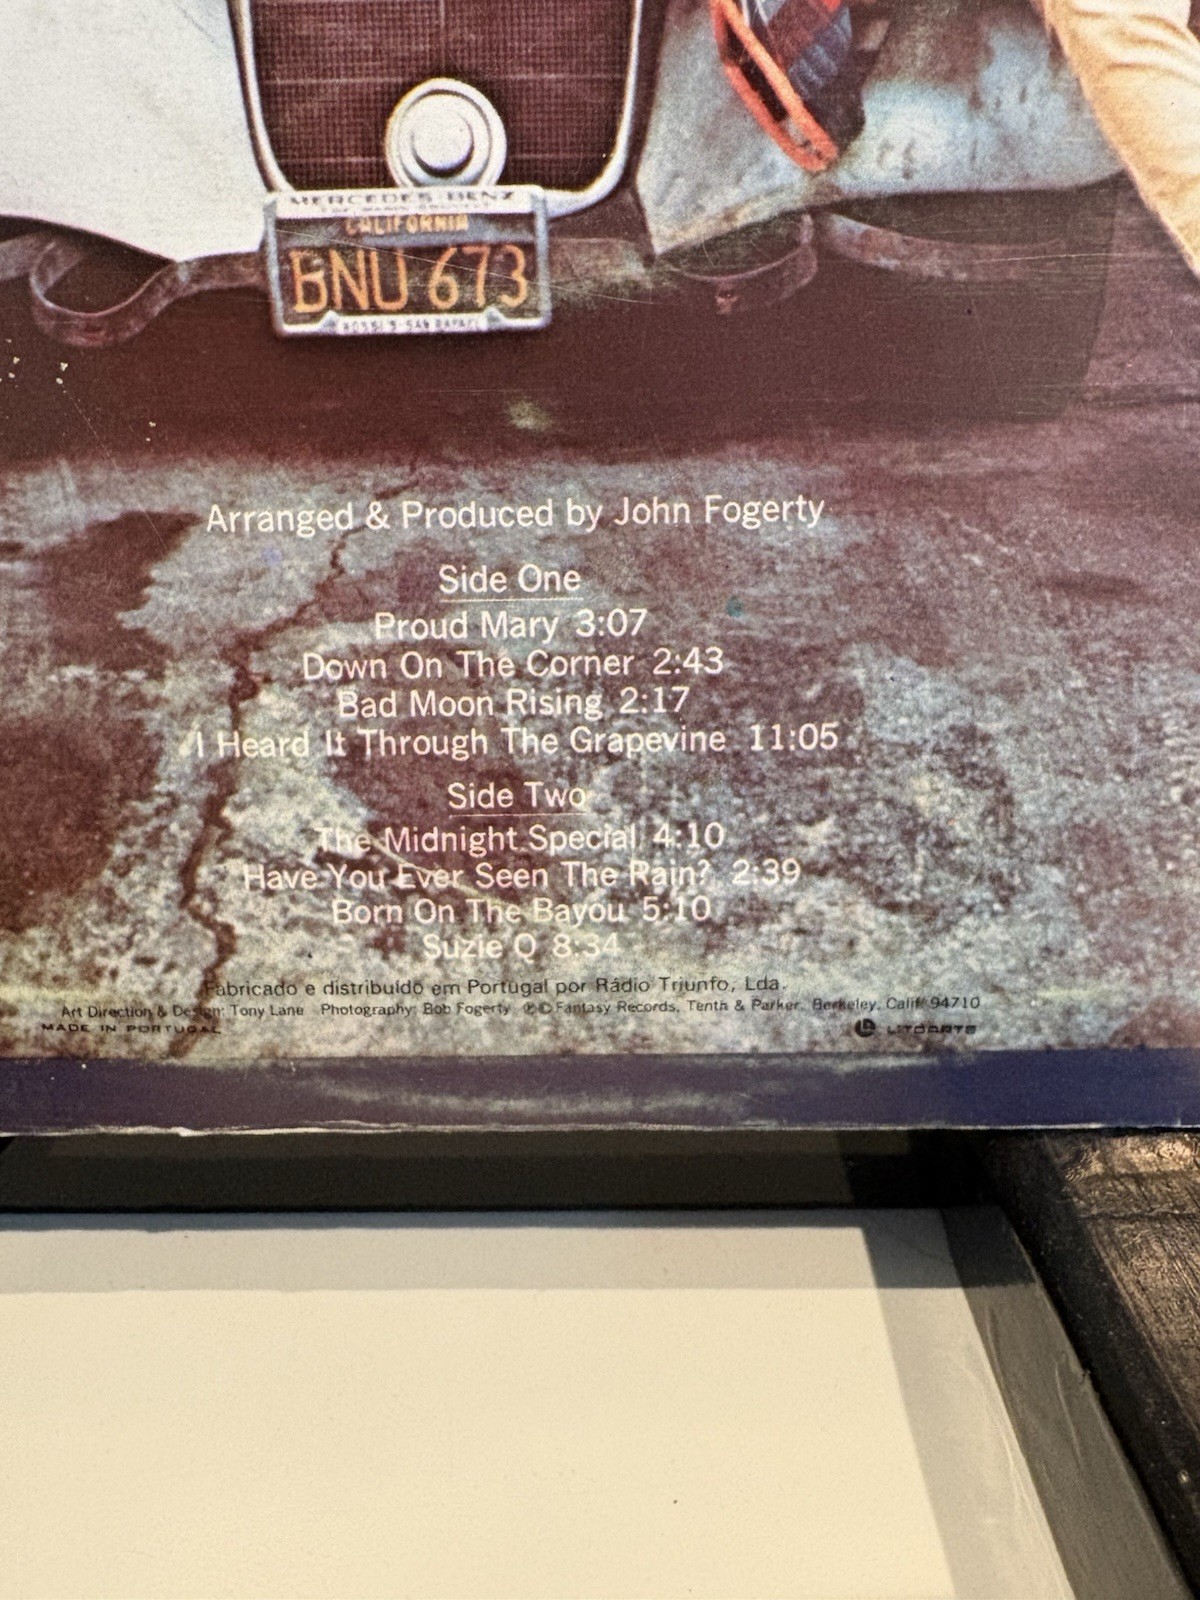 MERCEDES BENZ
CALIFORNIA
BNU 673
Arranged & Produced by John Fogerty
Side One
Proud Mary 3:07
Down On The Corner 2:43
Bad Moon Rising 2:17
I Heard It Through The Grapevine 11:05
Side Two
The Midnight Special 4:10
Have You Ever Seen The Rain? 2:39
Born On The Bayou 5:10
Suzie Q 8:34
Fabricado e distribuído em Portugal por Rádio Triunfo, Lda.
Art Direction & Design: Tony Lane Photography: Bob Fogerty ℗ © Fantasy Records, Tenth & Parker, Berkeley, Calif. 94710
MADE IN PORTUGAL
LITOARTE